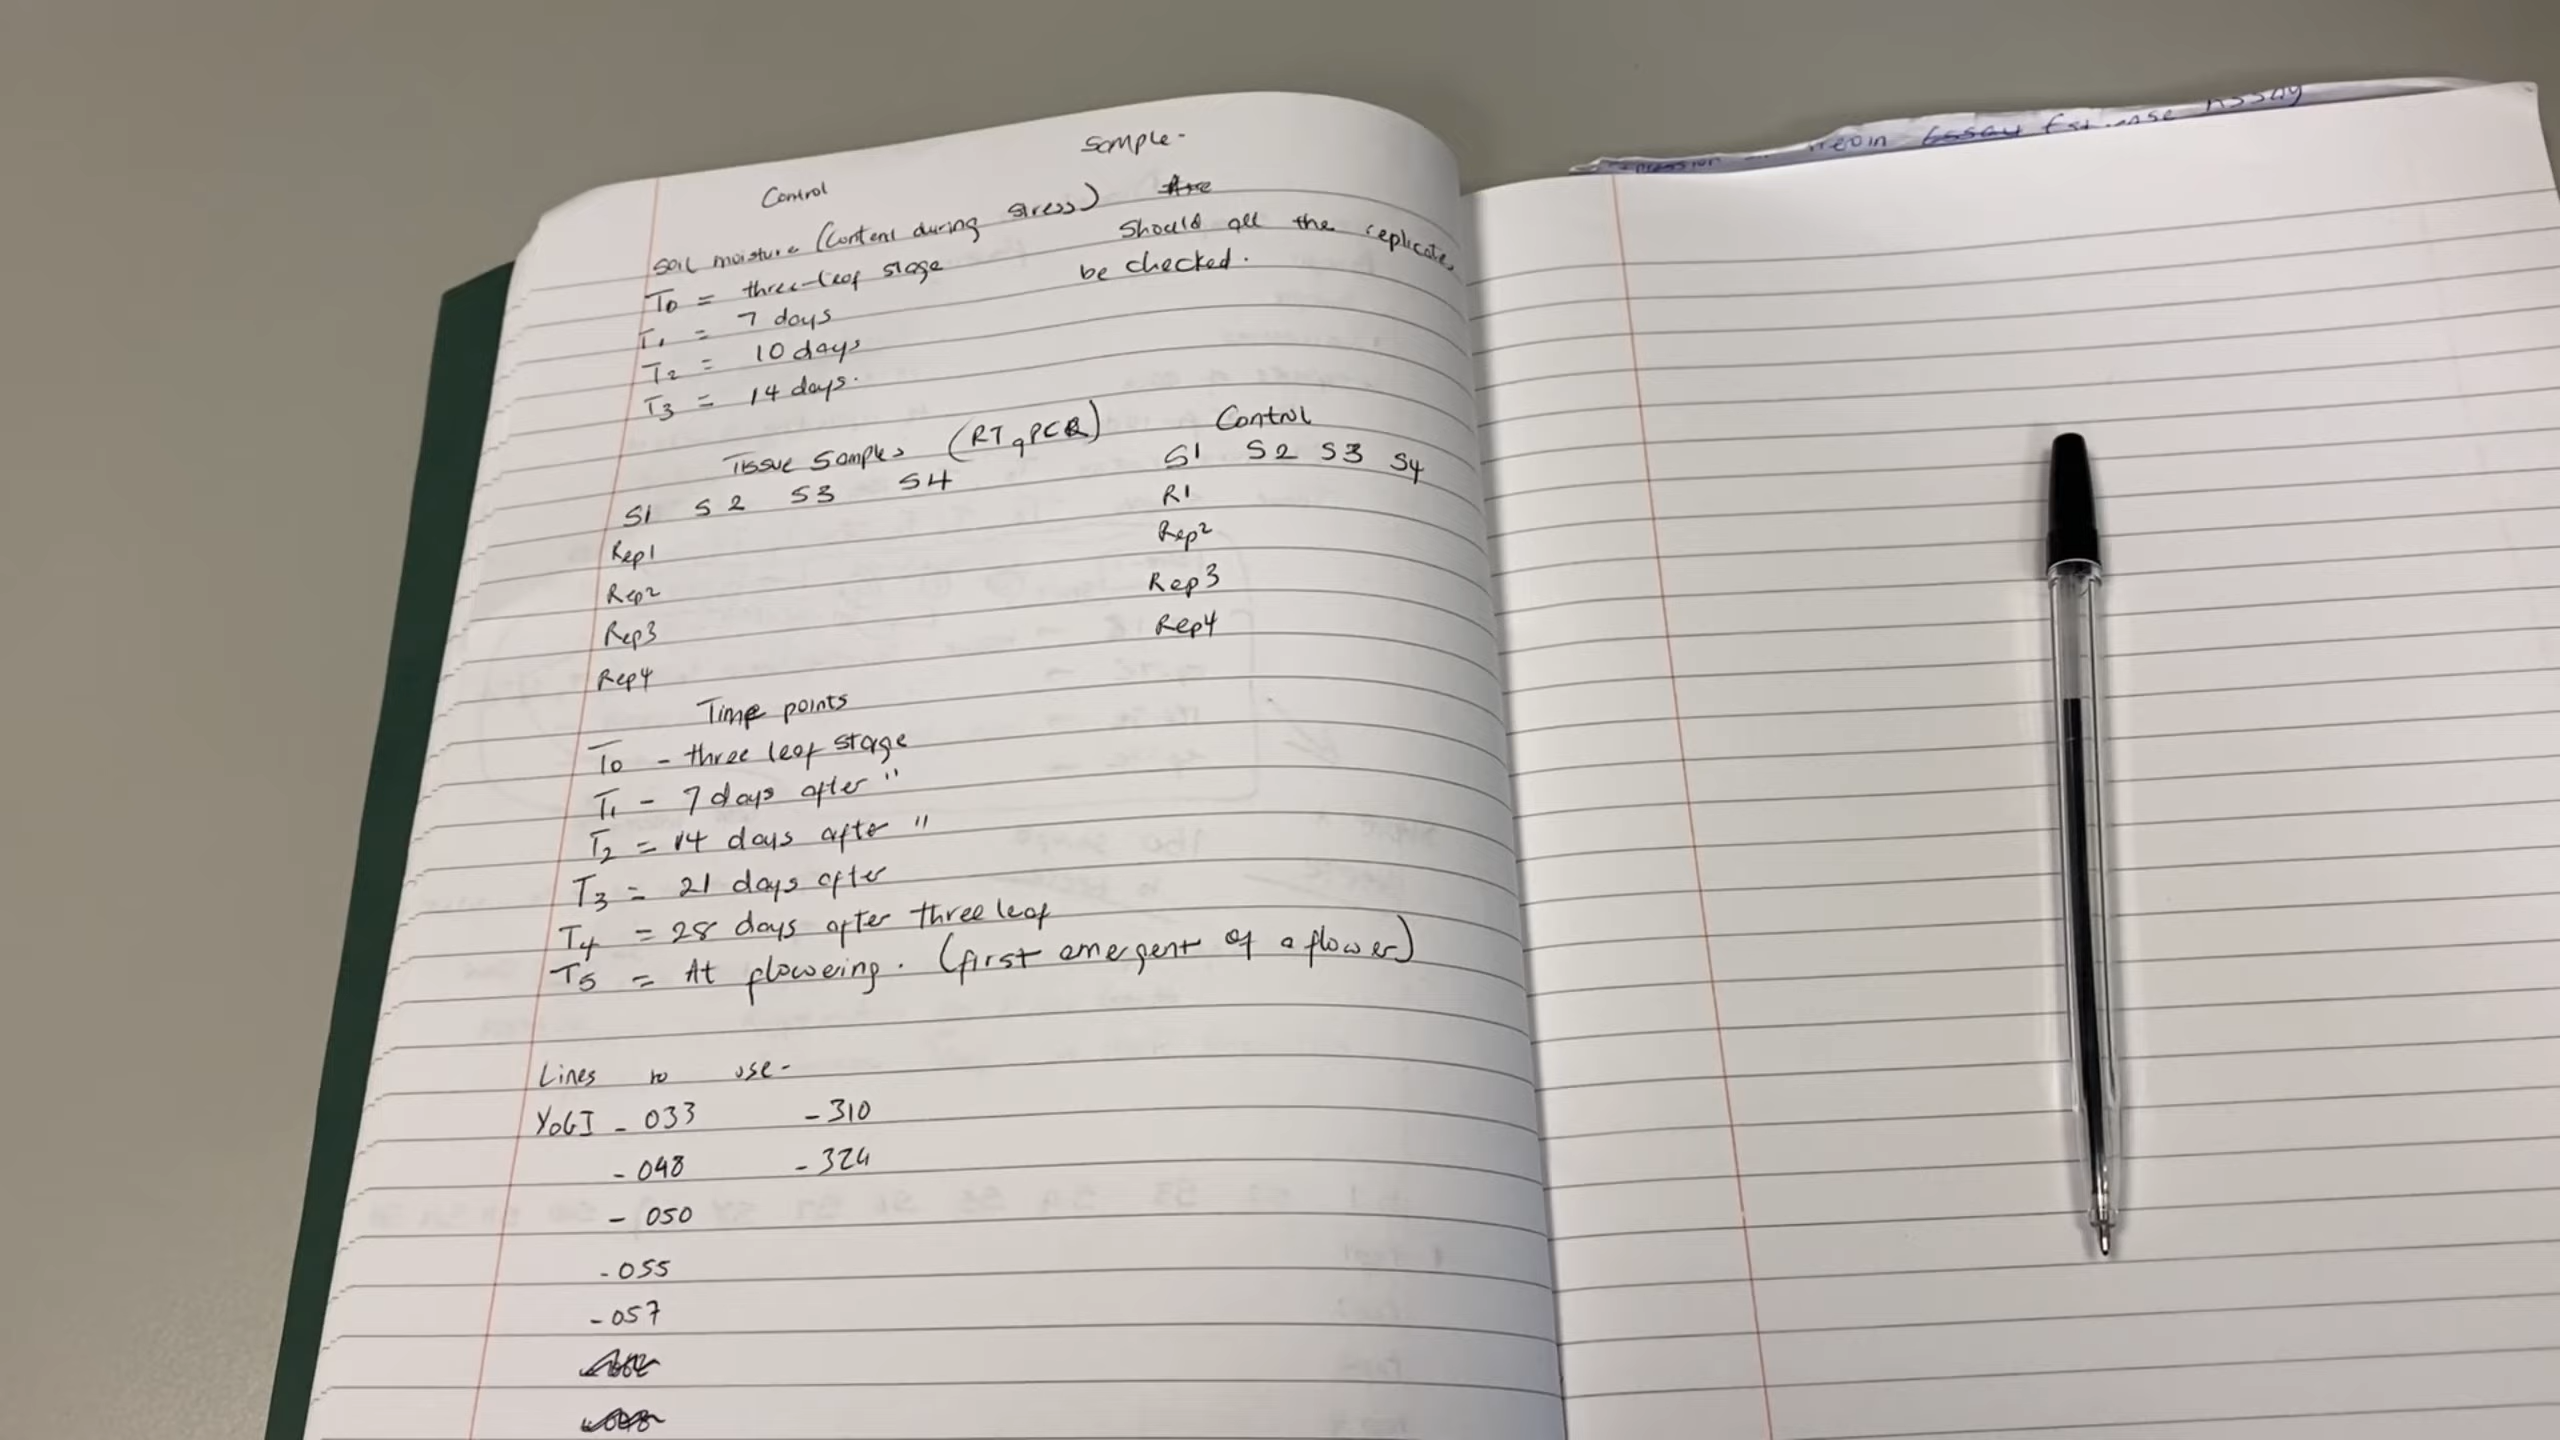 Sample-
Control
Soil moisture (content during stress)
Should all the replicates
be checked.
T0 = three-leaf stage
T1 = 7 days
T2 = 10 days
T3 = 14 days.
Tissue Samples (RTqPCR)
S1 S2 S3 S4
Rep1
Rep2
Rep3
Rep4
Control
S1 S2 S3 S4
R1
Rep2
Rep3
Rep4
Time points
T0 - three leaf stage
T1 - 7 days after "
T2 = 14 days after "
T3 = 21 days after
T4 = 28 days after three leaf
T5 = At flowering. (first emergent of a flower)
Lines to use-
YOGI - 033 - 310
- 048 - 324
- 050
- 055
- 057
Assay